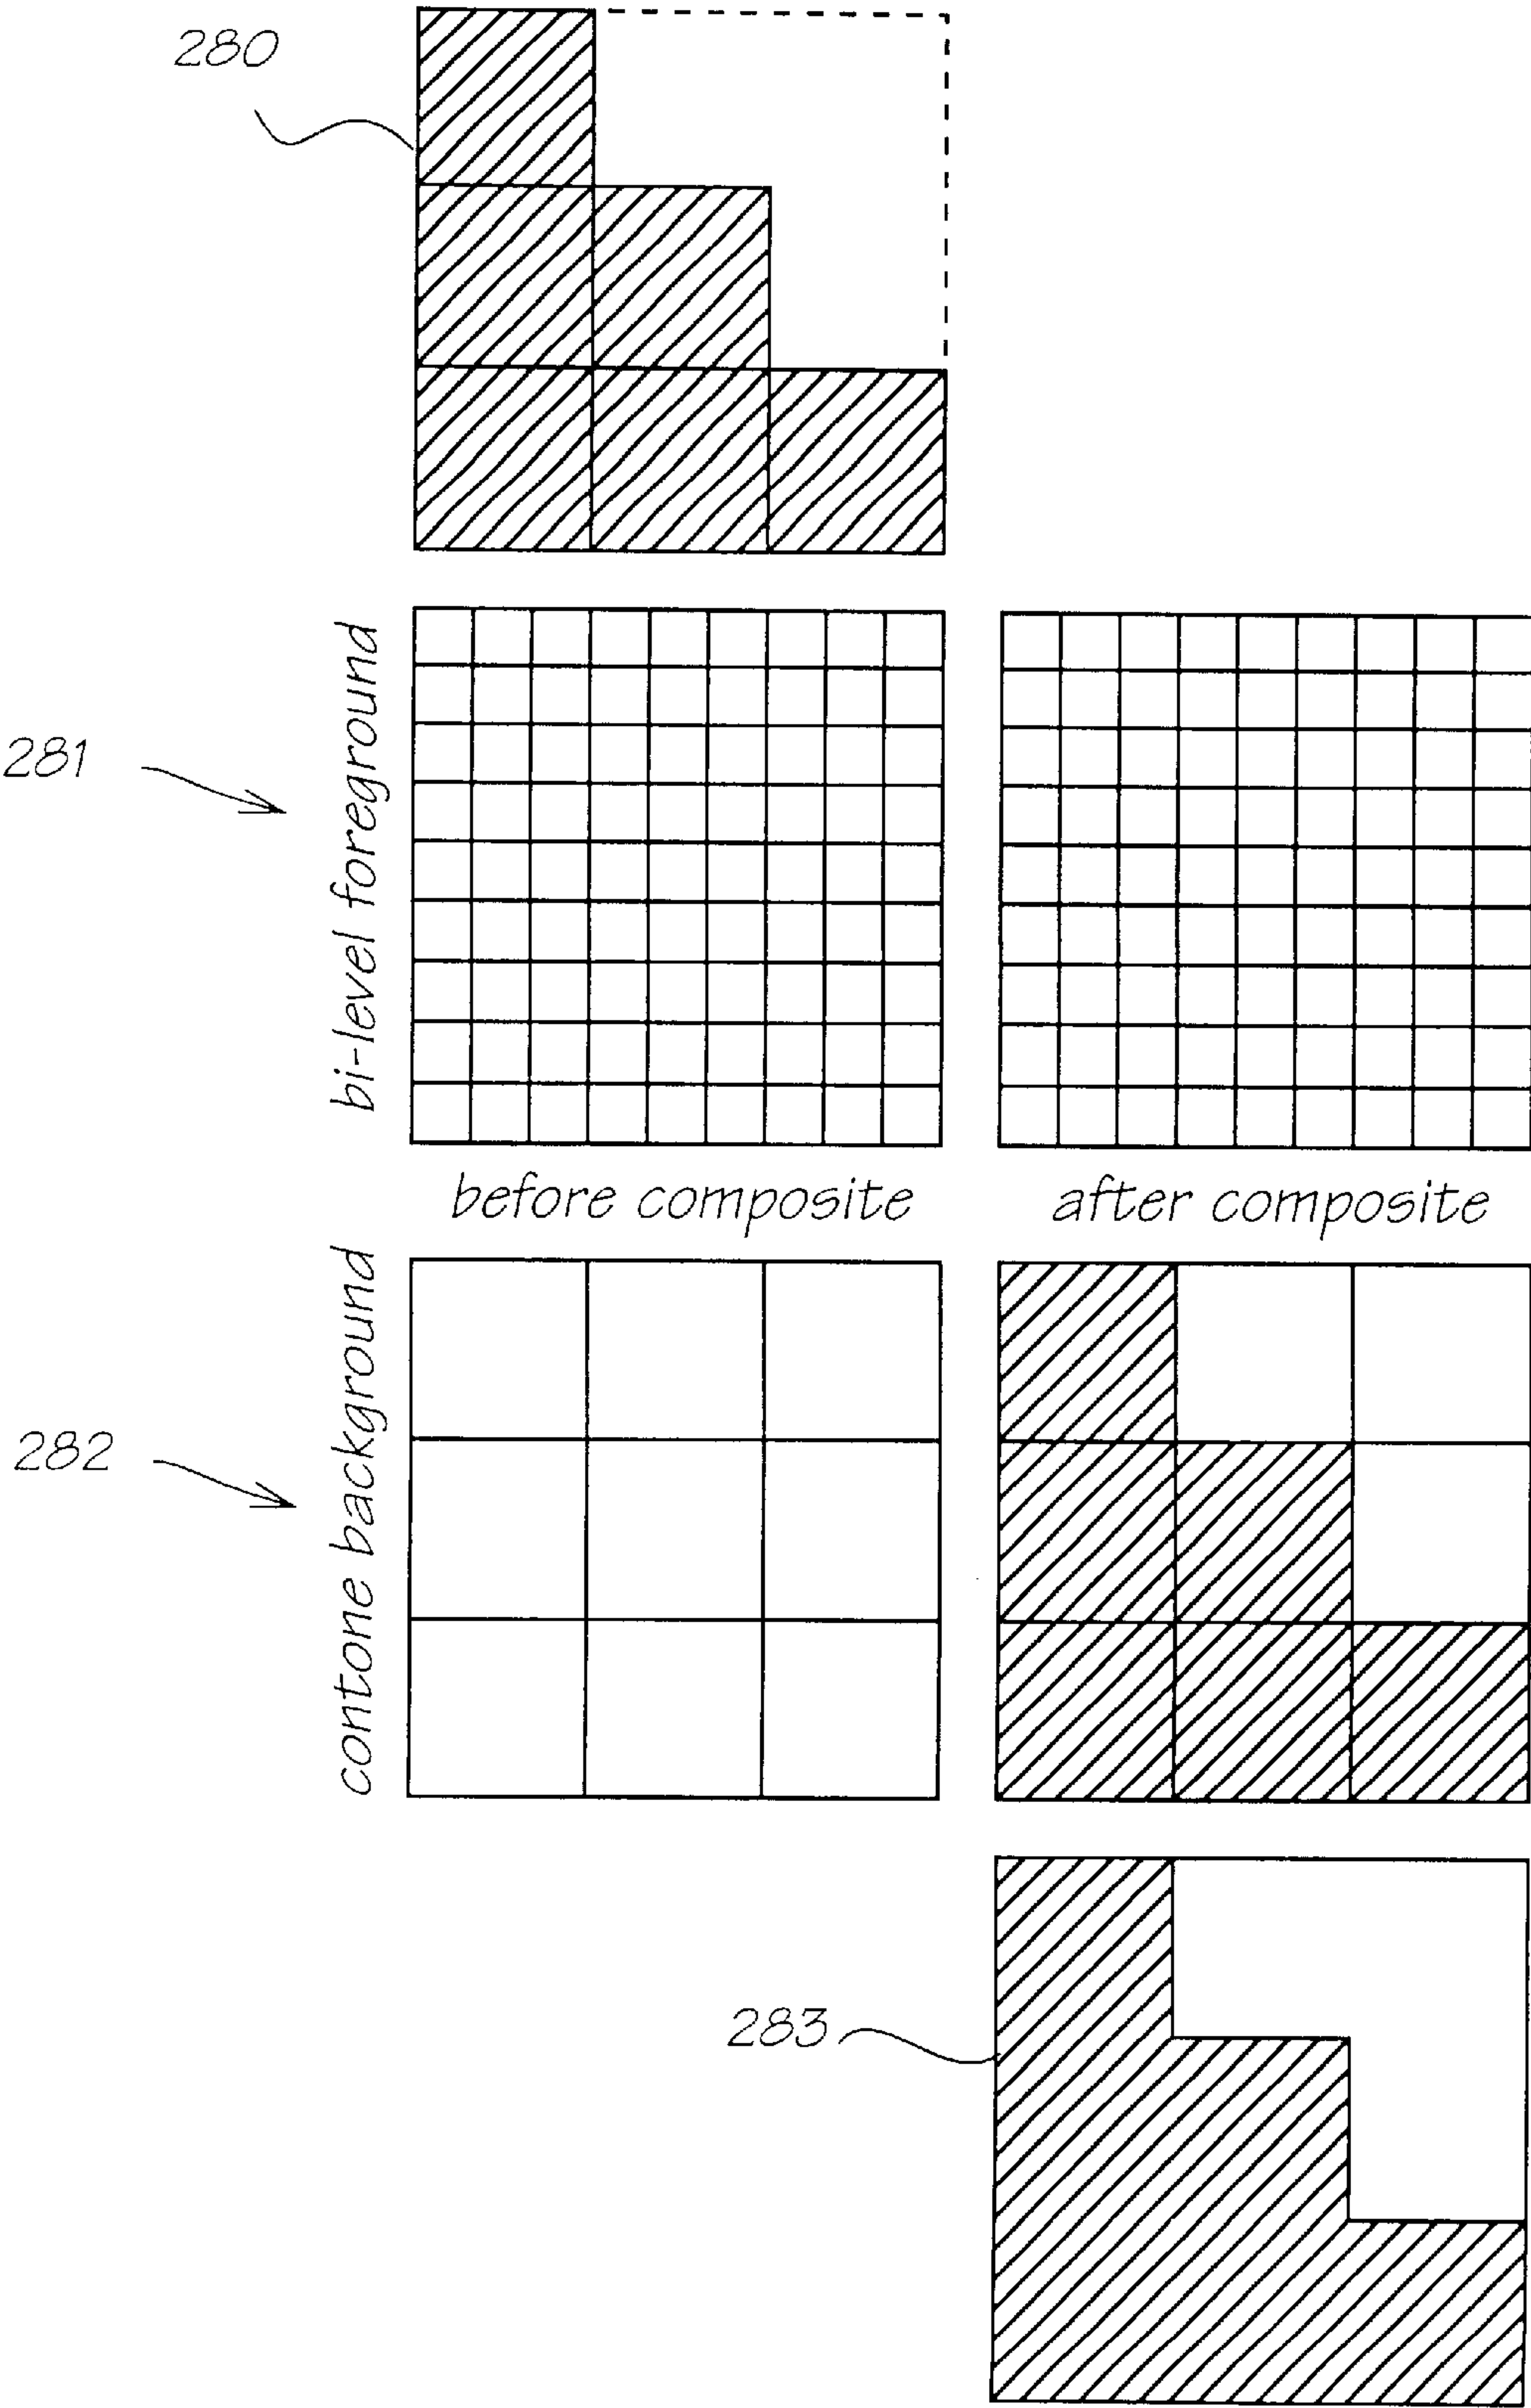 280
281
bi-level foreground
before composite
after composite
282
contone background
283